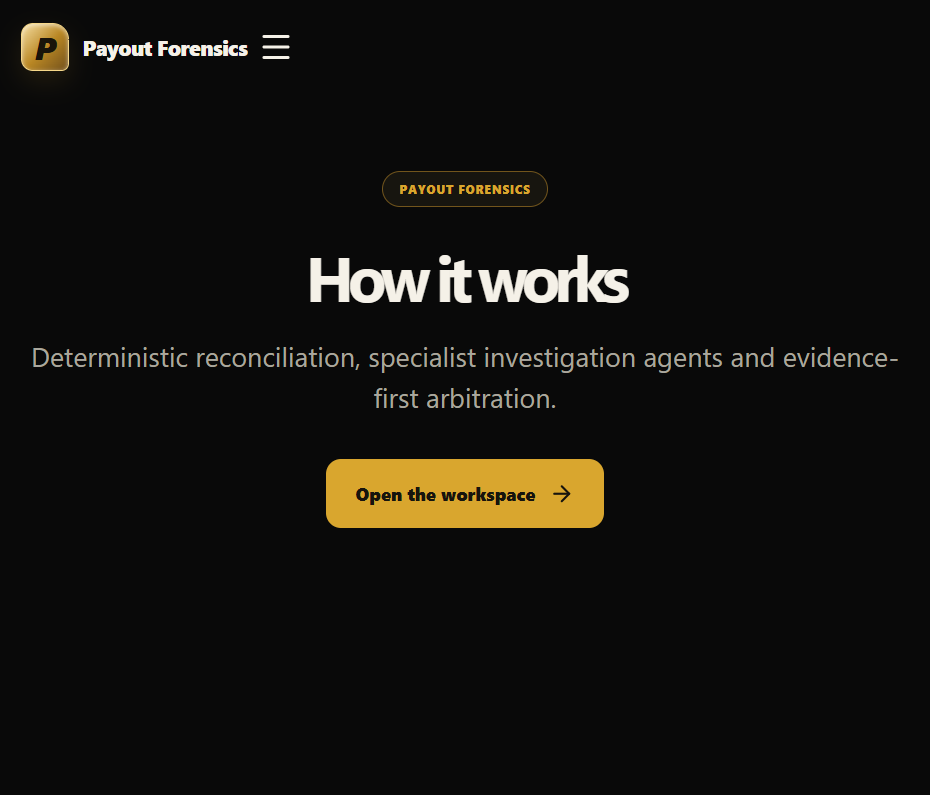 P
Payout Forensics
PAYOUT FORENSICS
How it works
Deterministic reconciliation, specialist investigation agents and evidence-
first arbitration.
Open the workspace →